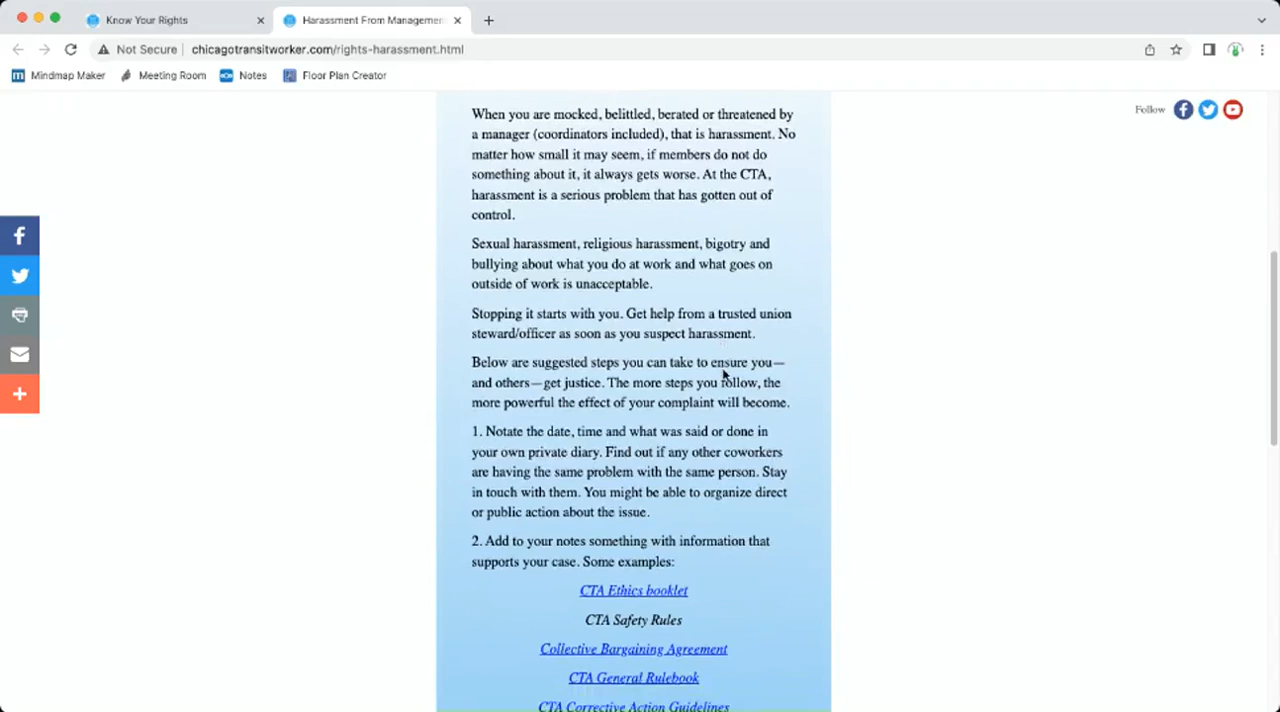 Know Your Rights
Harassment From Managemen
Not Secure chicagotransitworker.com/rights-harassment.html
Mindmap Maker Meeting Room Notes Floor Plan Creator
Follow
When you are mocked, belittled, berated or threatened by
a manager (coordinators included), that is harassment. No
matter how small it may seem, if members do not do
something about it, it always gets worse. At the CTA,
harassment is a serious problem that has gotten out of
control.
Sexual harassment, religious harassment, bigotry and
bullying about what you do at work and what goes on
outside of work is unacceptable.
Stopping it starts with you. Get help from a trusted union
steward/officer as soon as you suspect harassment.
Below are suggested steps you can take to ensure you—
and others—get justice. The more steps you follow, the
more powerful the effect of your complaint will become.
1. Notate the date, time and what was said or done in
your own private diary. Find out if any other coworkers
are having the same problem with the same person. Stay
in touch with them. You might be able to organize direct
or public action about the issue.
2. Add to your notes something with information that
supports your case. Some examples:
CTA Ethics booklet
CTA Safety Rules
Collective Bargaining Agreement
CTA General Rulebook
CTA Corrective Action Guidelines